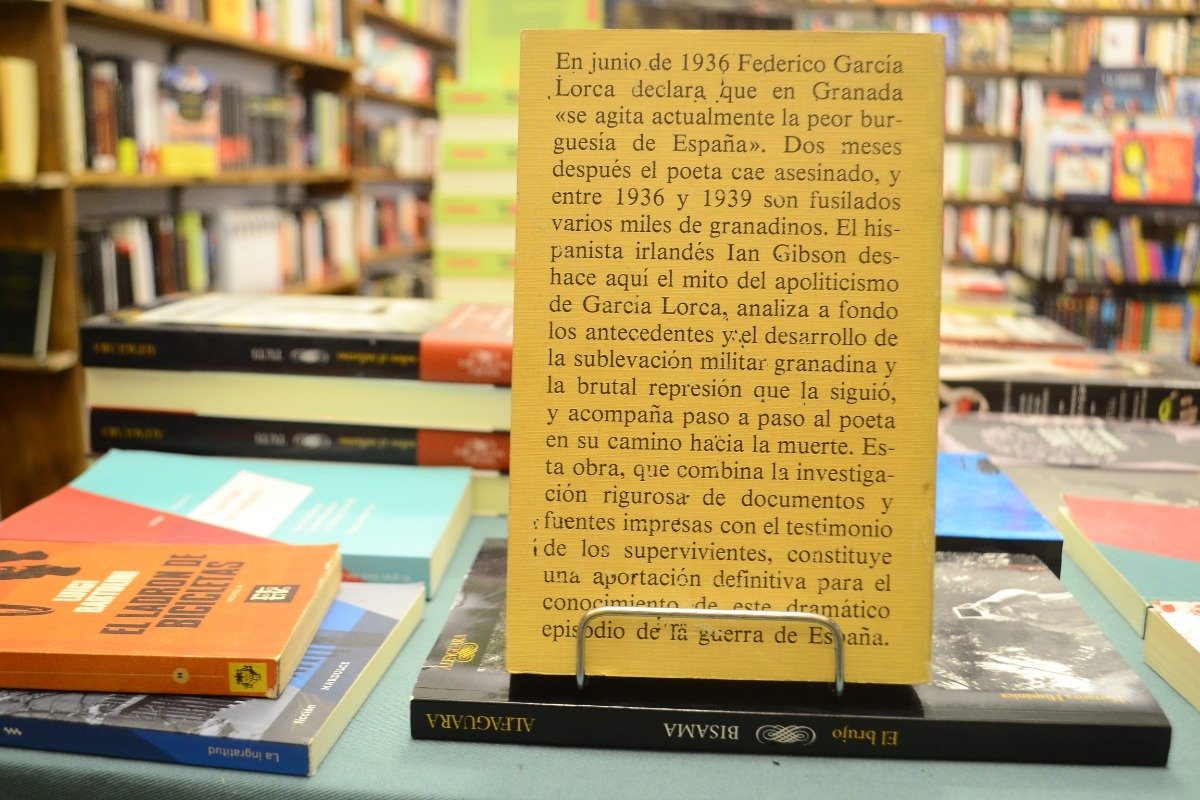 En junio de 1936 Federico García
Lorca declara que en Granada
«se agita actualmente la peor bur-
guesía de España». Dos meses
después el poeta cae asesinado, y
entre 1936 y 1939 son fusilados
varios miles de granadinos. El his-
panista irlandés Ian Gibson des-
hace aquí el mito del apoliticismo
de García Lorca, analiza a fondo
los antecedentes y el desarrollo de
la sublevación militar granadina y
la brutal represión que la siguió,
y acompaña paso a paso al poeta
en su camino hacia la muerte. Es-
ta obra, que combina la investiga-
ción rigurosa de documentos y
fuentes impresas con el testimonio
de los supervivientes, constituye
una aportación definitiva para el
conocimiento de este dramático
episodio de la guerra de España.
LUIGI
BARTOLINI
EL LADRÓN DE
BICICLETAS
MARDULCE
ficción
La ingratitud
ALFAGUARA
El brujo
BISAMA
ALFAGUARA